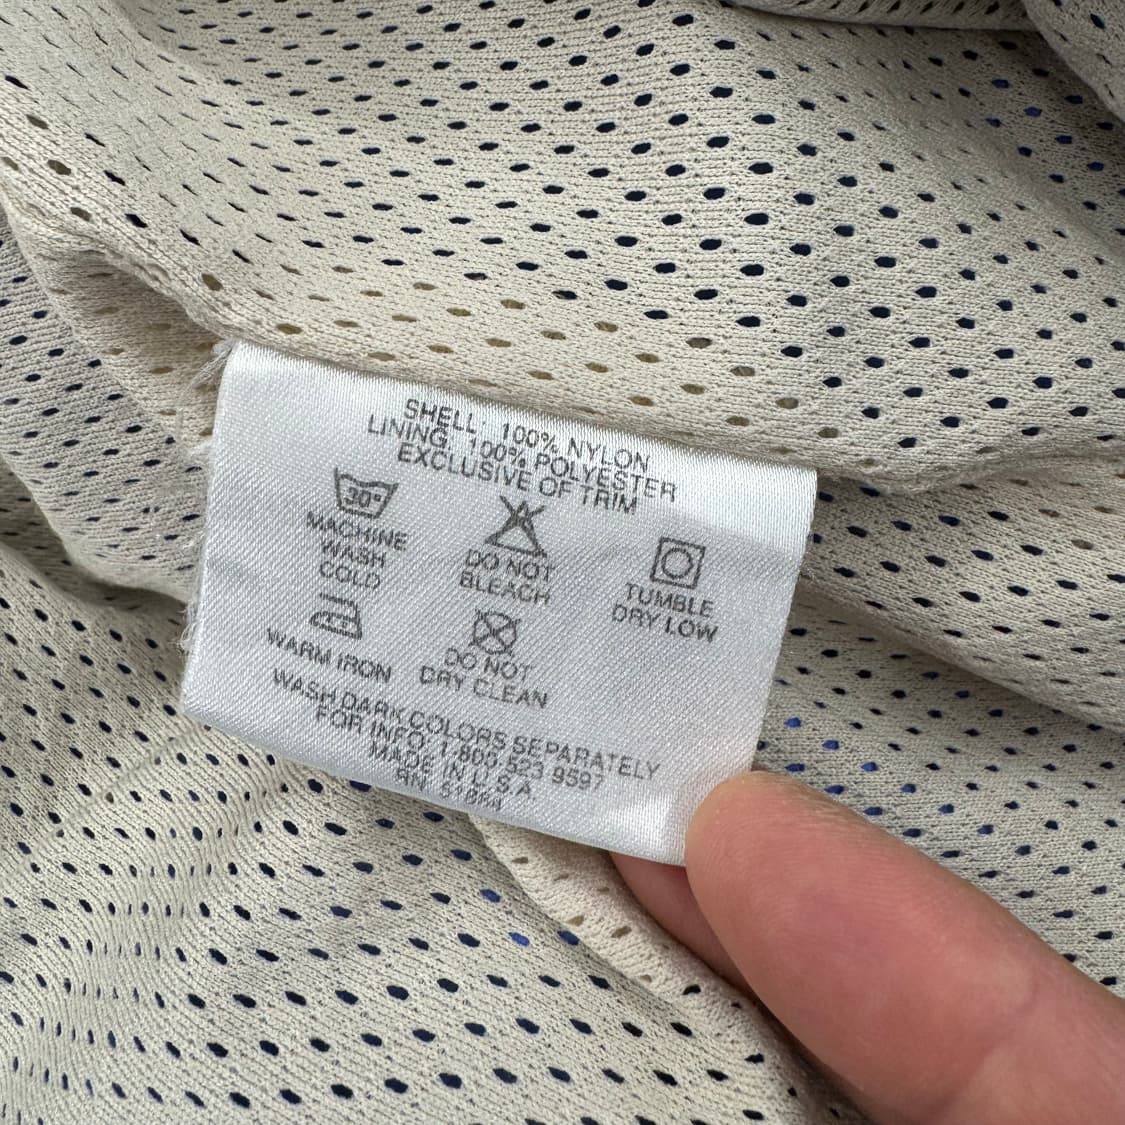 SHELL: 100% NYLON
LINING: 100% POLYESTER
EXCLUSIVE OF TRIM
30°
MACHINE
WASH
COLD
DO NOT
BLEACH
TUMBLE
DRY LOW
WARM IRON
DO NOT
DRY CLEAN
WASH DARK COLORS SEPARATELY
FOR INFO: 1-800-523-9597
MADE IN U.S.A.
RN